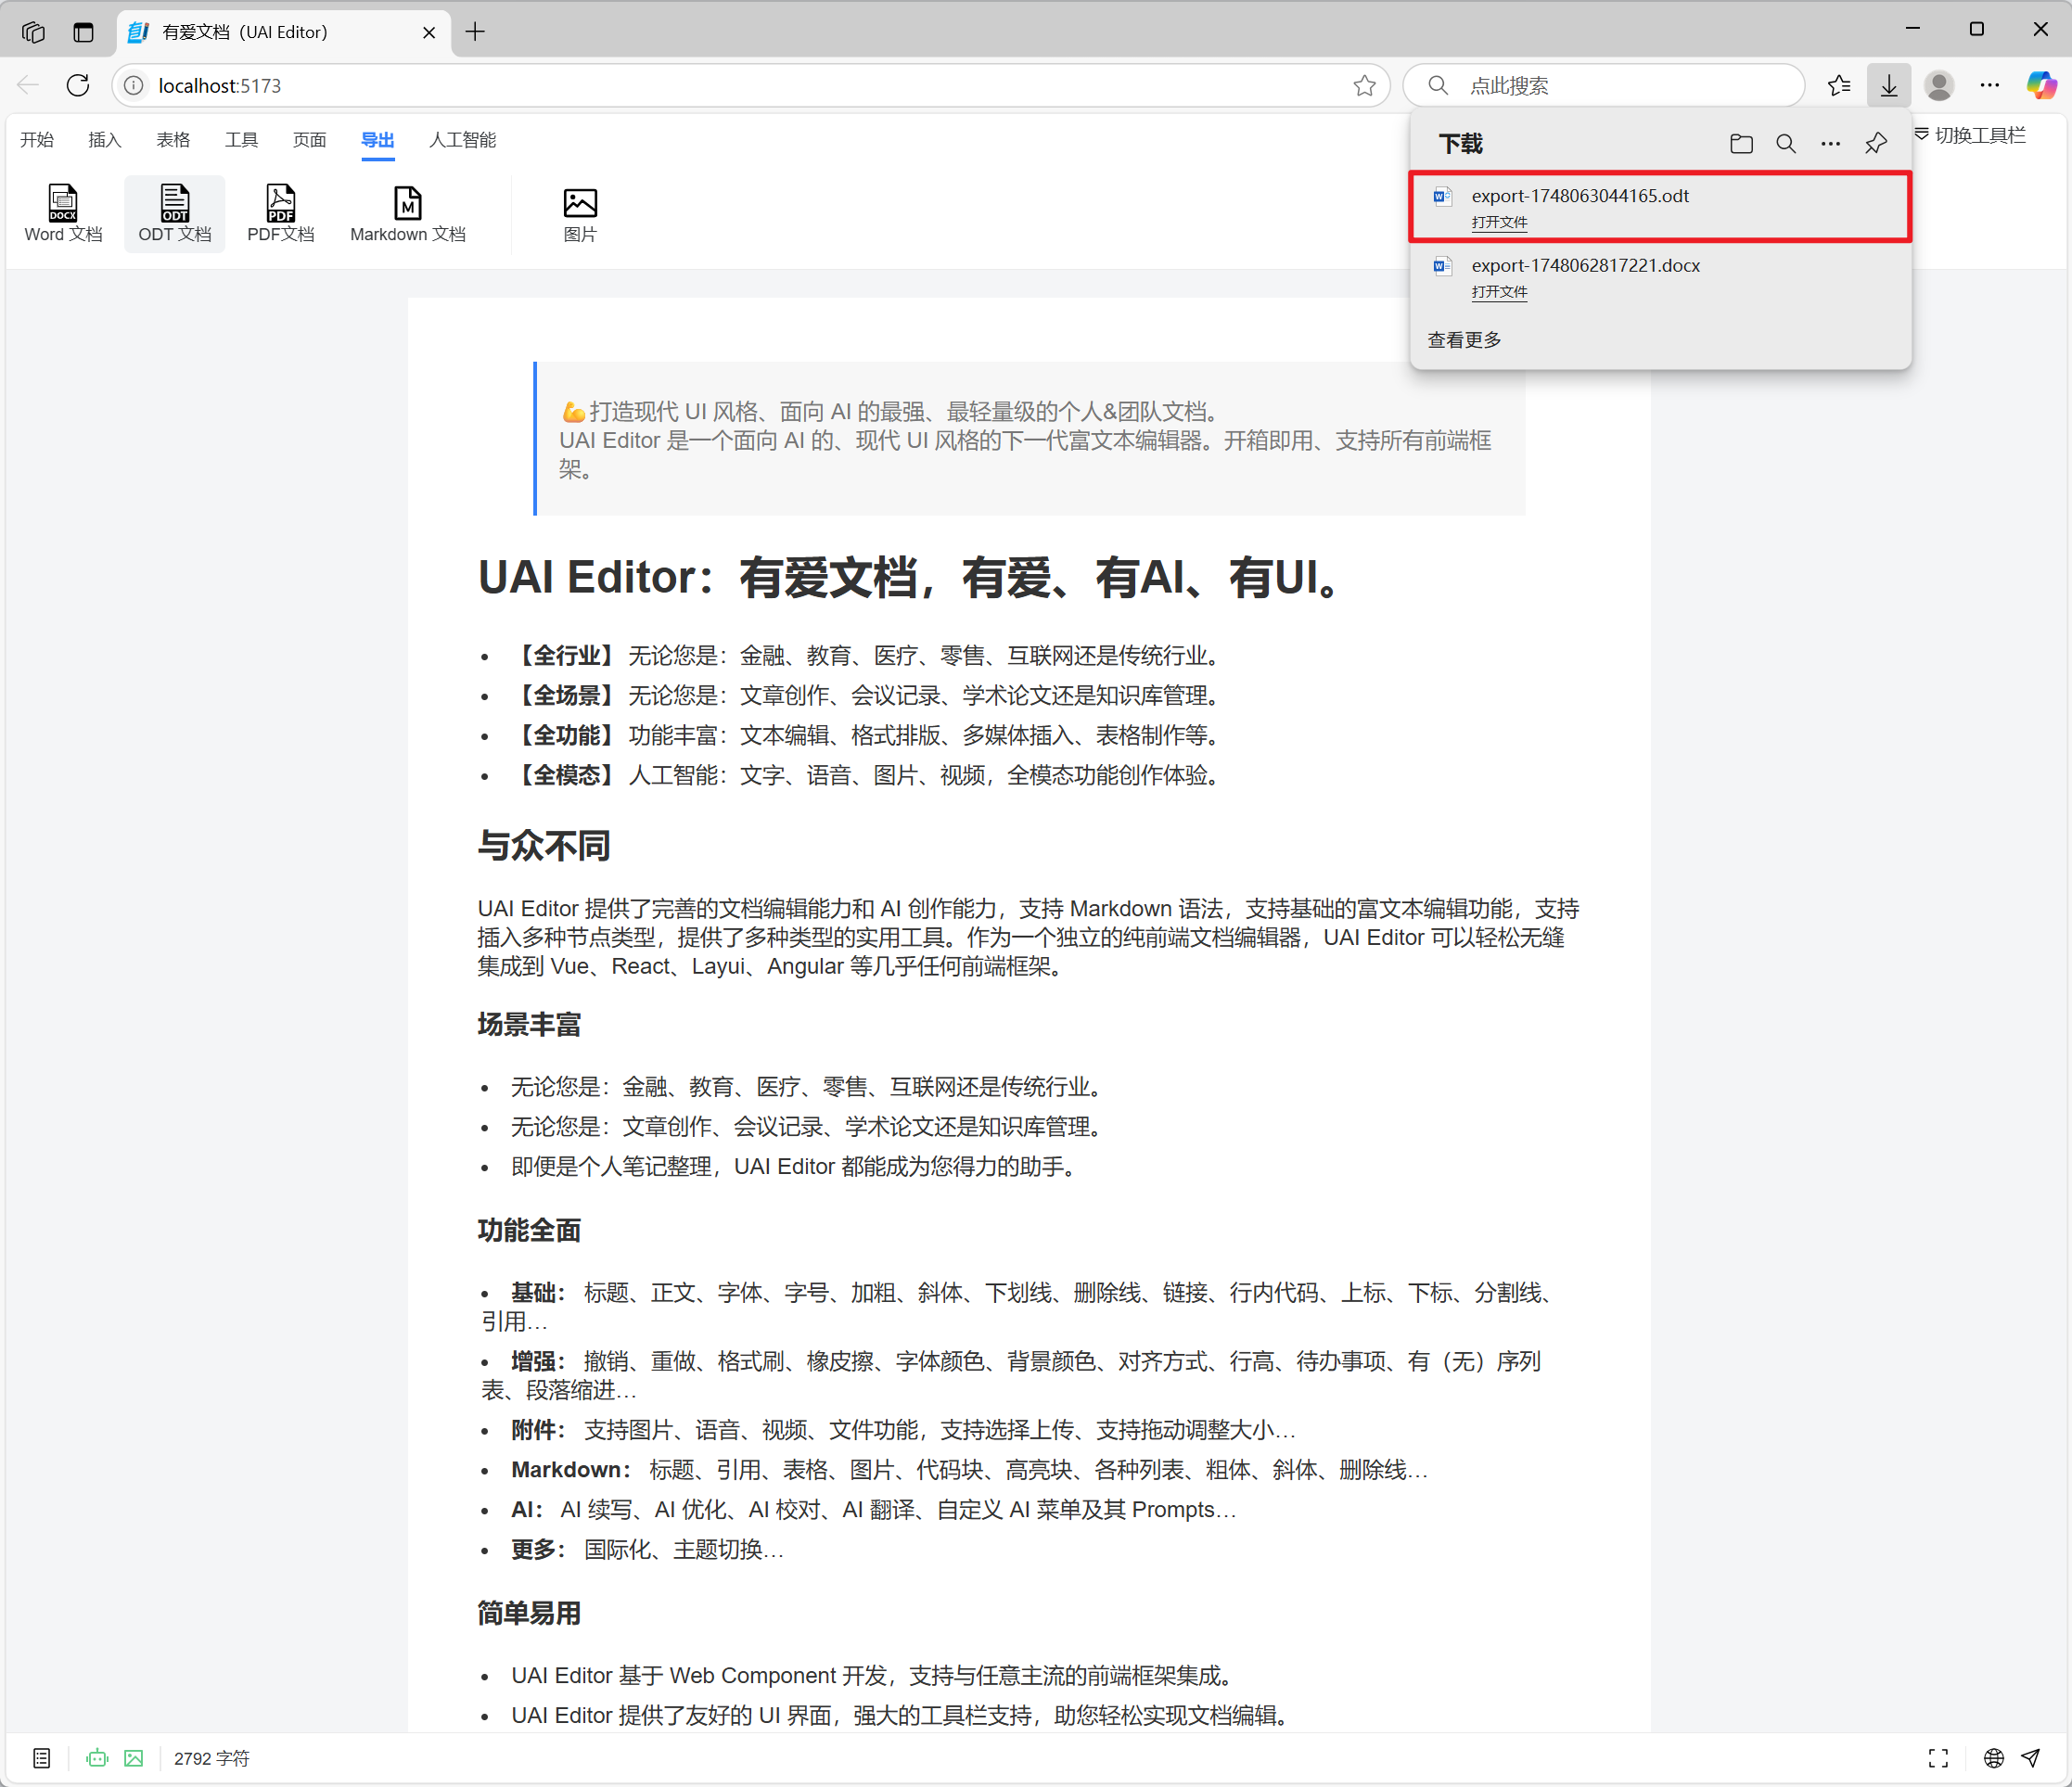 有爱文档（UAI Editor）
localhost:5173
点此搜索
开始 插入 表格 工具 页面 导出 人工智能
切换工具栏
DOCX
Word 文档
ODT
ODT 文档
PDF
PDF文档
M
Markdown 文档
图片
下载
export-1748063044165.odt
打开文件
export-1748062817221.docx
打开文件
查看更多
💪打造现代 UI 风格、面向 AI 的最强、最轻量级的个人&团队文档。
UAI Editor 是一个面向 AI 的、现代 UI 风格的下一代富文本编辑器。开箱即用、支持所有前端框
架。
UAI Editor：有爱文档，有爱、有AI、有UI。
• 【全行业】 无论您是：金融、教育、医疗、零售、互联网还是传统行业。
• 【全场景】 无论您是：文章创作、会议记录、学术论文还是知识库管理。
• 【全功能】 功能丰富：文本编辑、格式排版、多媒体插入、表格制作等。
• 【全模态】 人工智能：文字、语音、图片、视频，全模态功能创作体验。
与众不同
UAI Editor 提供了完善的文档编辑能力和 AI 创作能力，支持 Markdown 语法，支持基础的富文本编辑功能，支持
插入多种节点类型，提供了多种类型的实用工具。作为一个独立的纯前端文档编辑器，UAI Editor 可以轻松无缝
集成到 Vue、React、Layui、Angular 等几乎任何前端框架。
场景丰富
• 无论您是：金融、教育、医疗、零售、互联网还是传统行业。
• 无论您是：文章创作、会议记录、学术论文还是知识库管理。
• 即便是个人笔记整理，UAI Editor 都能成为您得力的助手。
功能全面
• 基础： 标题、正文、字体、字号、加粗、斜体、下划线、删除线、链接、行内代码、上标、下标、分割线、
引用…
• 增强： 撤销、重做、格式刷、橡皮擦、字体颜色、背景颜色、对齐方式、行高、待办事项、有（无）序列
表、段落缩进…
• 附件： 支持图片、语音、视频、文件功能，支持选择上传、支持拖动调整大小…
• Markdown： 标题、引用、表格、图片、代码块、高亮块、各种列表、粗体、斜体、删除线…
• AI： AI 续写、AI 优化、AI 校对、AI 翻译、自定义 AI 菜单及其 Prompts…
• 更多： 国际化、主题切换…
简单易用
• UAI Editor 基于 Web Component 开发，支持与任意主流的前端框架集成。
• UAI Editor 提供了友好的 UI 界面，强大的工具栏支持，助您轻松实现文档编辑。
2792 字符